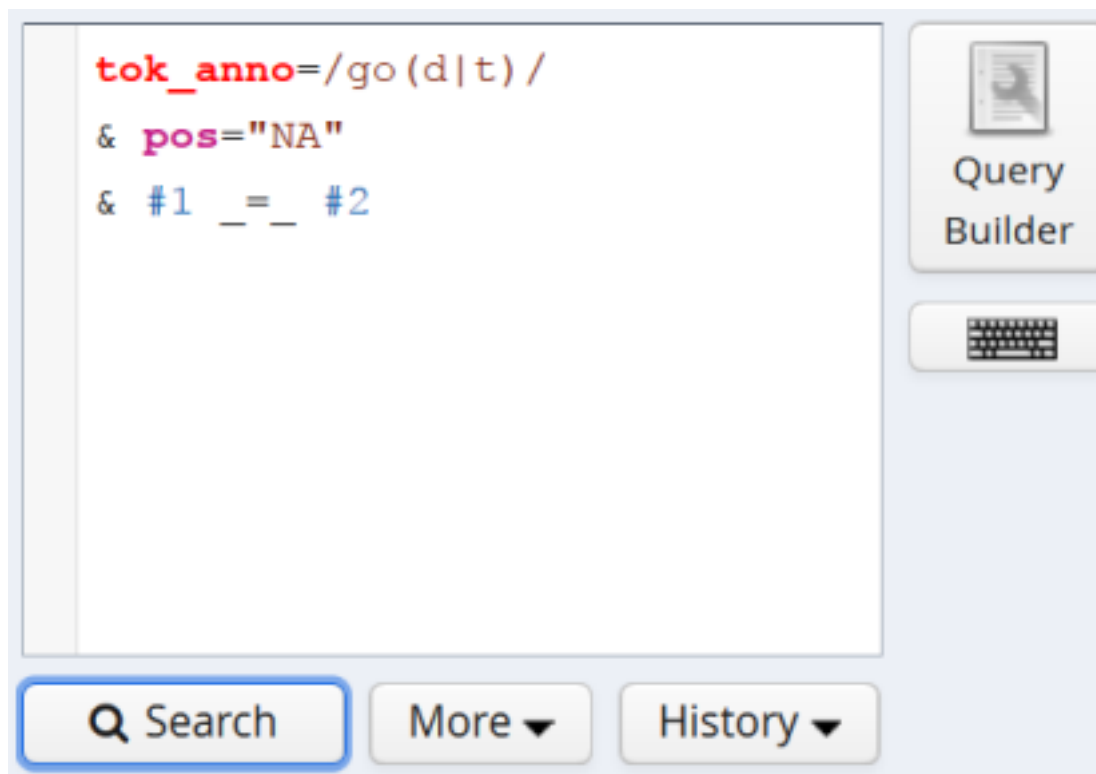 tok_anno=/go(d|t)/
& pos="NA"
& #1 _=_ #2
Query
Builder
Search
More
History